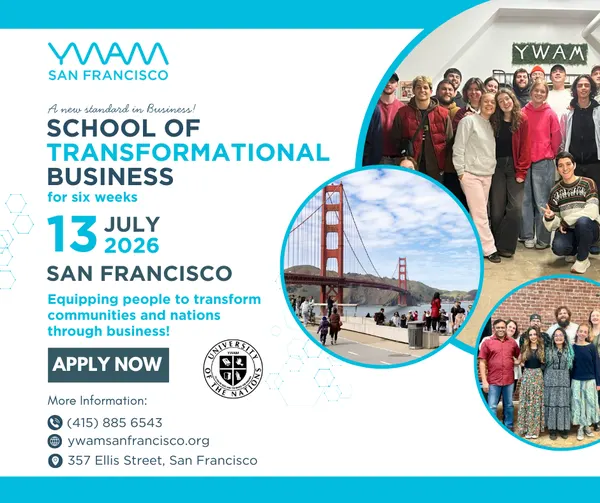 YWAM
SAN FRANCISCO
A new standard in Business!
SCHOOL OF
TRANSFORMATIONAL
BUSINESS
for six weeks
13 JULY
2026
SAN FRANCISCO
Equipping people to transform
communities and nations
through business!
APPLY NOW
UNIVERSITY
YWAM
OF THE NATIONS
More Information:
(415) 885 6543
ywamsanfrancisco.org
357 Ellis Street, San Francisco
YWAM